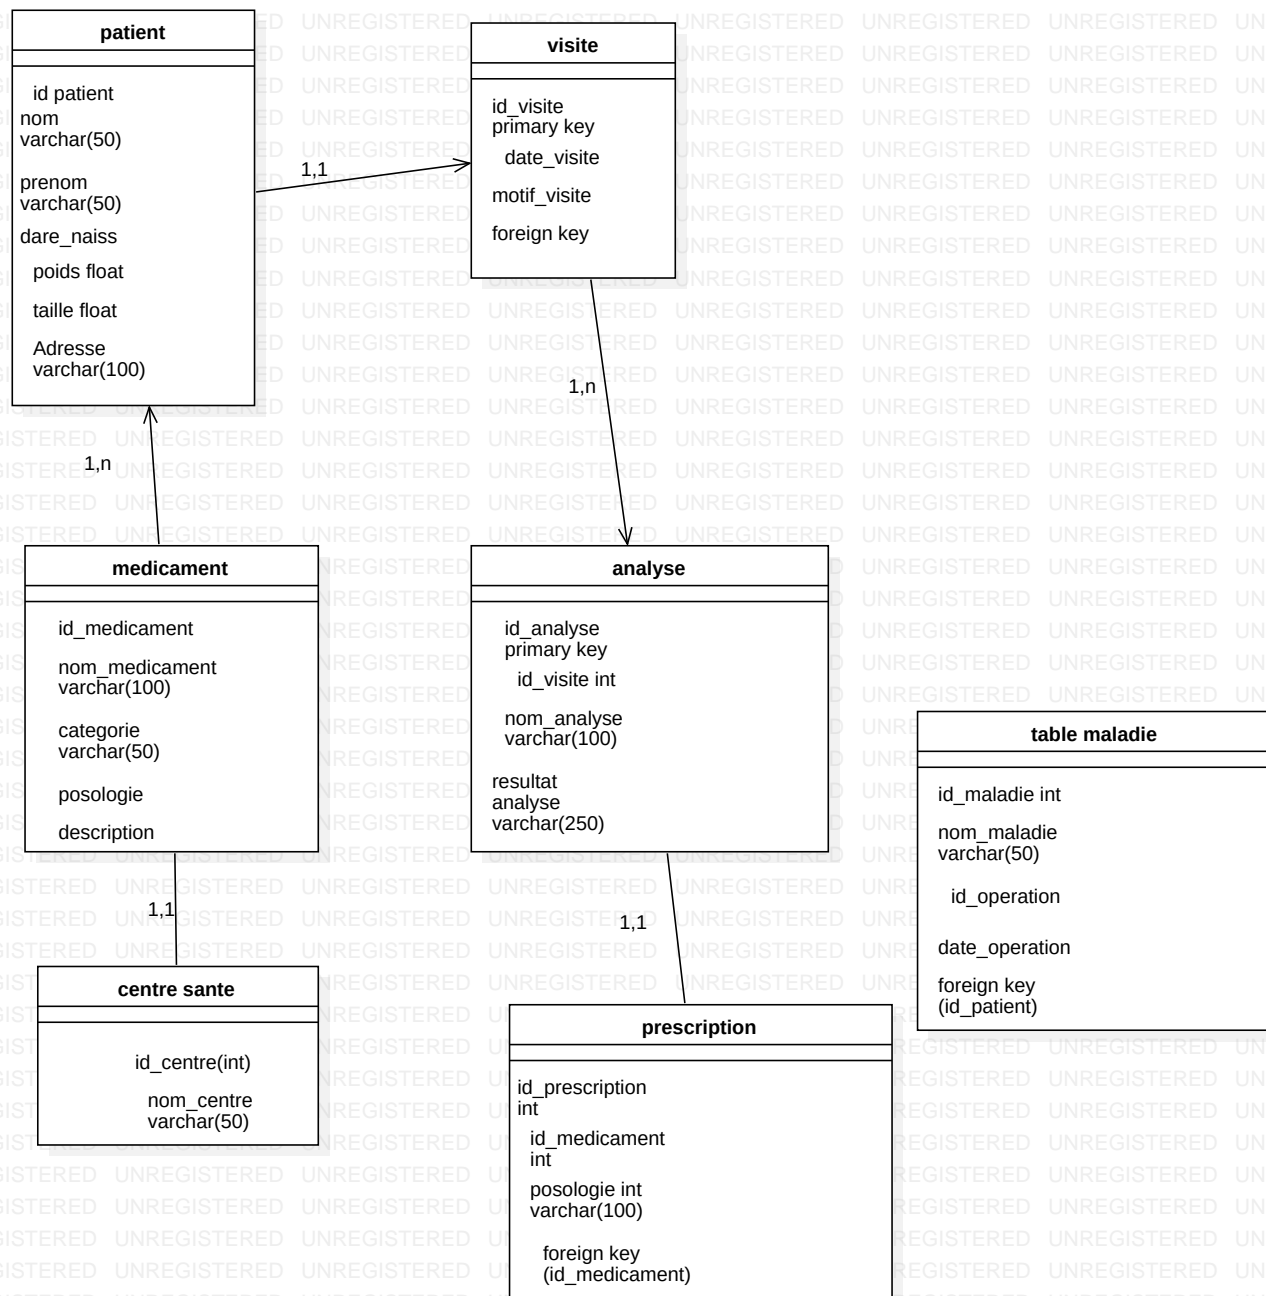 patient
id patient
nom
varchar(50)
prenom
varchar(50)
dare_naiss
poids float
taille float
Adresse
varchar(100)
1,1
visite
id_visite
primary key
date_visite
motif_visite
foreign key
1,n
1,n
medicament
id_medicament
nom_medicament
varchar(100)
categorie
varchar(50)
posologie
description
analyse
id_analyse
primary key
id_visite int
nom_analyse
varchar(100)
resultat
analyse
varchar(250)
table maladie
id_maladie int
nom_maladie
varchar(50)
id_operation
date_operation
foreign key
(id_patient)
1,1
1,1
centre sante
id_centre(int)
nom_centre
varchar(50)
prescription
id_prescription
int
id_medicament
int
posologie int
varchar(100)
foreign key
(id_medicament)
UNREGISTERED